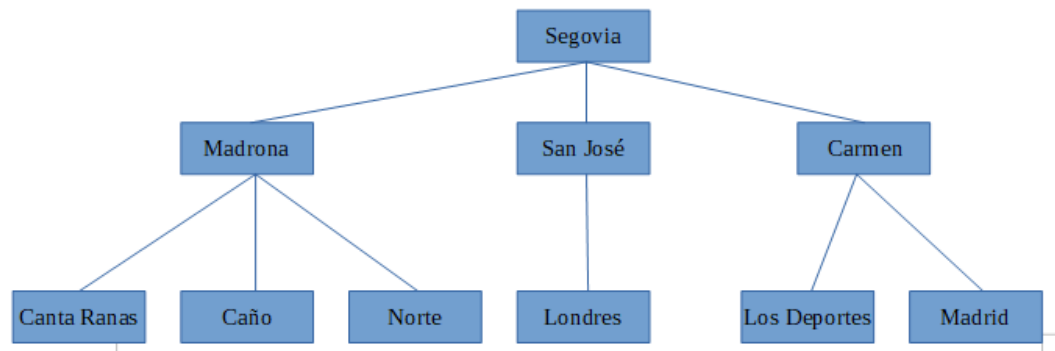 Segovia
Madrona
San José
Carmen
Canta Ranas
Caño
Norte
Londres
Los Deportes
Madrid